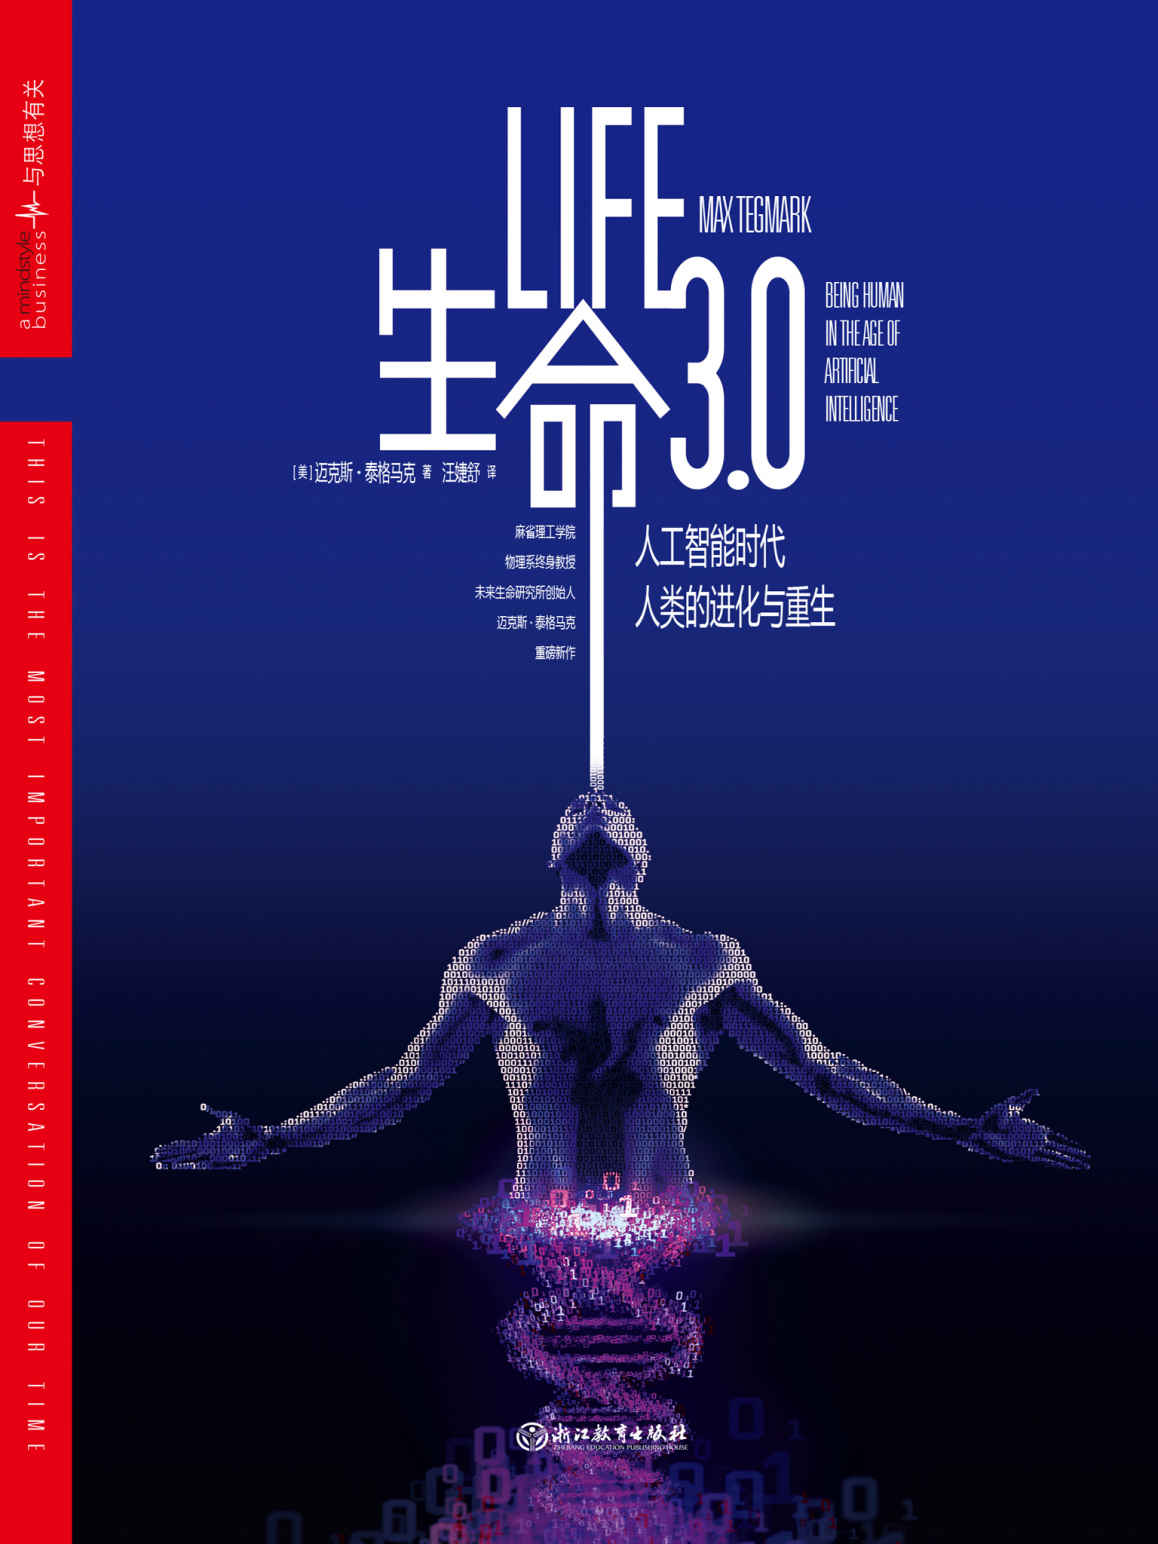 a mindstyle
business
与思想有关
THIS IS THE MOST IMPORTANT CONVERSATION OF OUR TIME
LIFE
MAX TEGMARK
生命3.0
BEING HUMAN
IN THE AGE OF
ARTIFICIAL
INTELLIGENCE
[美]迈克斯·泰格马克 著 汪婕舒 译
麻省理工学院
物理系终身教授
未来生命研究所创始人
迈克斯·泰格马克
重磅新作
人工智能时代
人类的进化与重生
浙江教育出版社
ZHEJIANG EDUCATION PUBLISHING HOUSE